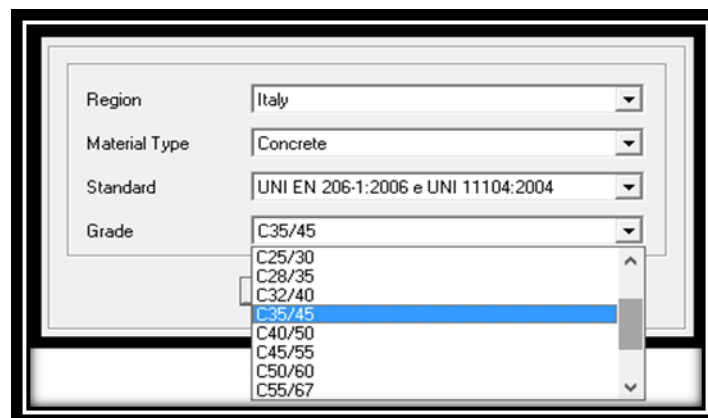 Region Italy
Material Type Concrete
Standard UNI EN 206-1:2006 e UNI 11104:2004
Grade C35/45
C25/30
C28/35
C32/40
C35/45
C40/50
C45/55
C50/60
C55/67